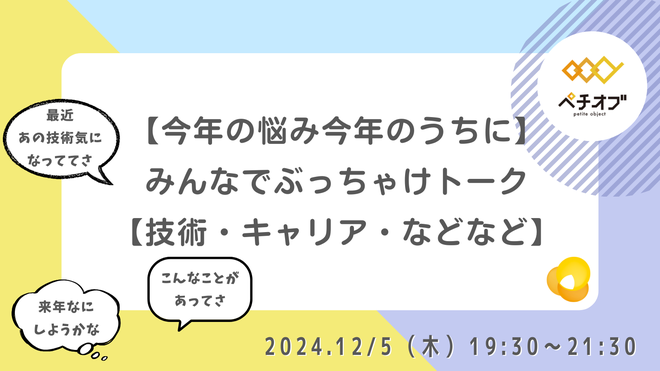 最近
あの技術気に
なっててさ
【今年の悩み今年のうちに】
みんなでぶっちゃけトーク
【技術・キャリア・などなど】
ペチオブ
petite object
こんなことが
あってさ
来年なに
しようかな
2024.12/5（木）19:30～21:30